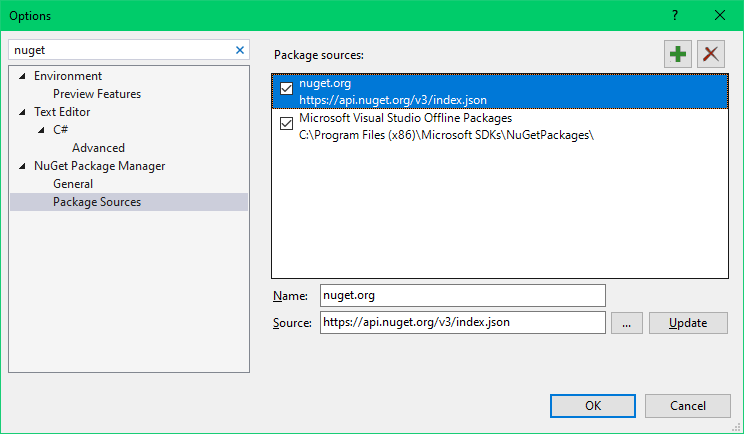 Options
nuget
Package sources:
Environment
Preview Features
Text Editor
C#
Advanced
NuGet Package Manager
General
Package Sources
nuget.org
https://api.nuget.org/v3/index.json
Microsoft Visual Studio Offline Packages
C:\Program Files (x86)\Microsoft SDKs\NuGetPackages\
Name: nuget.org
Source: https://api.nuget.org/v3/index.json ... Update
OK Cancel